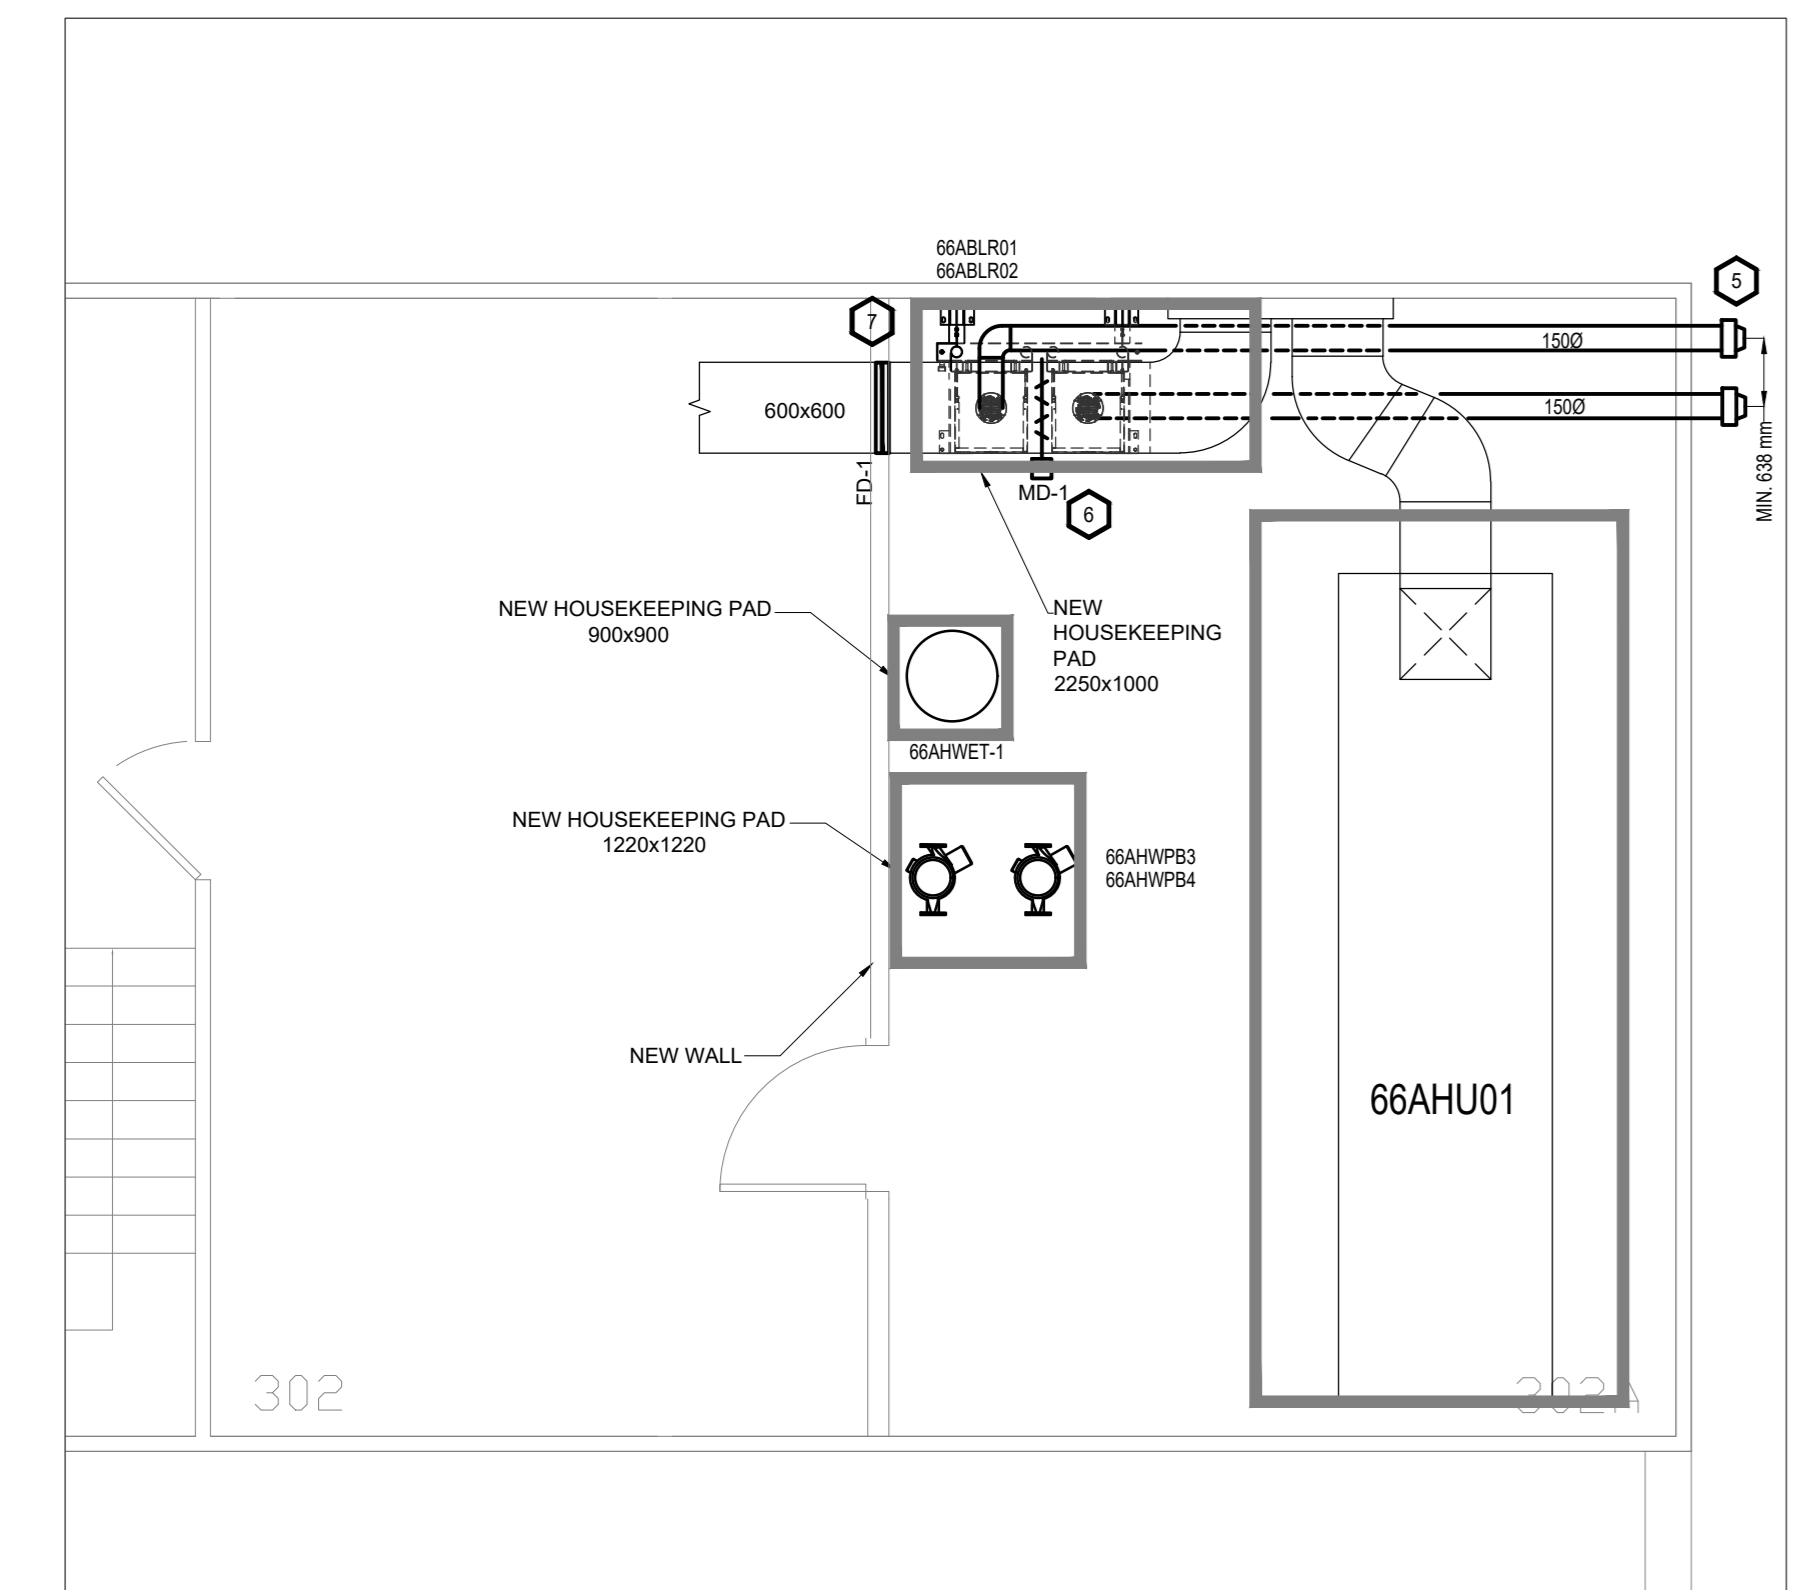 66ABLR01
66ABLR02
5
7
150Ø
600x600
150Ø
MIN. 638 mm
FD-1
MD-1
6
NEW HOUSEKEEPING PAD
900x900
NEW
HOUSEKEEPING
PAD
2250x1000
66AHWET-1
NEW HOUSEKEEPING PAD
1220x1220
66AHWPB3
66AHWPB4
NEW WALL
66AHU01
302
302A